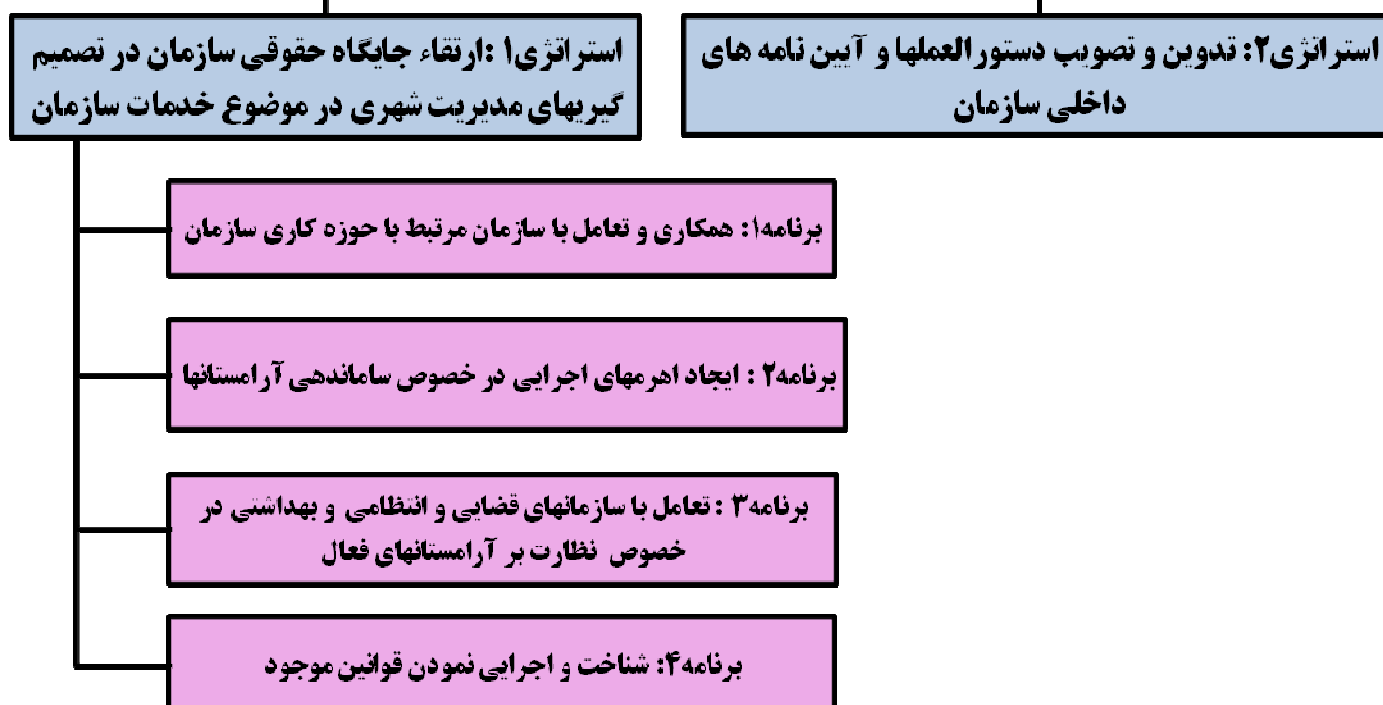 استراتژی۱ :ارتقاء جایگاه حقوقی سازمان در تصمیم
گیریهای مدیریت شهری در موضوع خدمات سازمان
استراتژی۲: تدوین و تصویب دستورالعملها و آیین نامه های
داخلی سازمان
برنامه۱: همکاری و تعامل با سازمان مرتبط با حوزه کاری سازمان
برنامه۲ : ایجاد اهرمهای اجرایی در خصوص ساماندهی آرامستانها
برنامه۳ : تعامل با سازمانهای قضایی و انتظامی و بهداشتی در
خصوص نظارت بر آرامستانهای فعال
برنامه۴: شناخت و اجرایی نمودن قوانین موجود